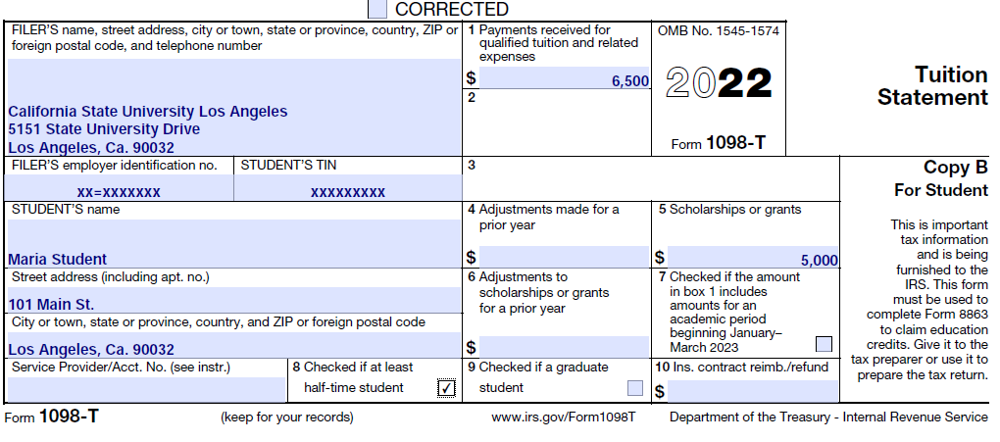 CORRECTED
FILER'S name, street address, city or town, state or province, country, ZIP or
foreign postal code, and telephone number
California State University Los Angeles
5151 State University Drive
Los Angeles, Ca. 90032
1 Payments received for
qualified tuition and related
expenses
$ 6,500
2
OMB No. 1545-1574
2022
Form 1098-T
Tuition
Statement
FILER'S employer identification no.
xx=xxxxxxx
STUDENT'S TIN
xxxxxxxxx
3
Copy B
For Student
This is important
tax information
and is being
furnished to the
IRS. This form
must be used to
complete Form 8863
to claim education
credits. Give it to the
tax preparer or use it to
prepare the tax return.
STUDENT'S name
Maria Student
4 Adjustments made for a
prior year
$
5 Scholarships or grants
$ 5,000
Street address (including apt. no.)
101 Main St.
6 Adjustments to
scholarships or grants
for a prior year
$
7 Checked if the amount
in box 1 includes
amounts for an
academic period
beginning January–
March 2023
City or town, state or province, country, and ZIP or foreign postal code
Los Angeles, Ca. 90032
Service Provider/Acct. No. (see instr.)
8 Checked if at least
half-time student ✓
9 Checked if a graduate
student
10 Ins. contract reimb./refund
$
Form 1098-T
(keep for your records)
www.irs.gov/Form1098T
Department of the Treasury - Internal Revenue Service